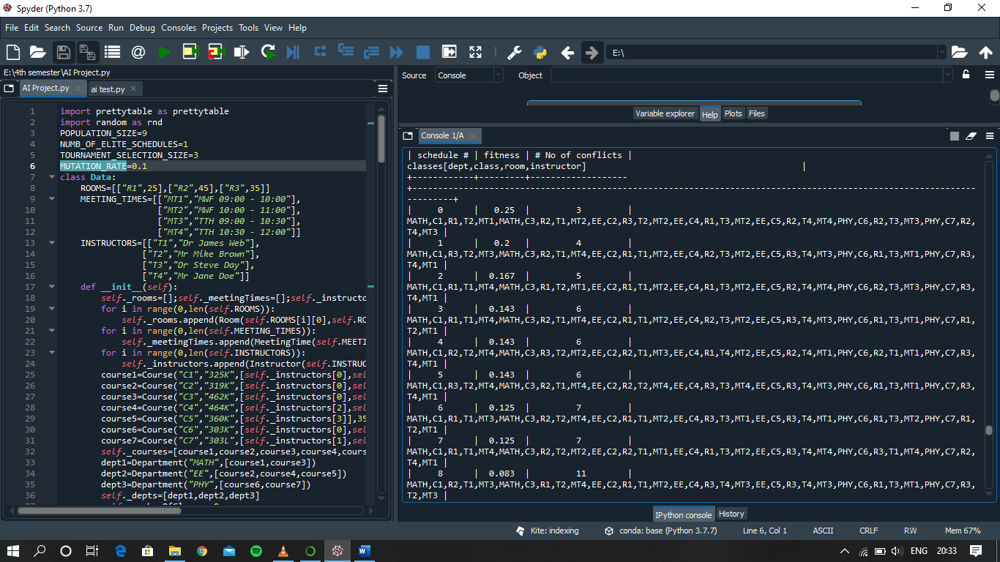 Spyder (Python 3.7)
File Edit Search Source Run Debug Consoles Projects Tools View Help
E:\
E:\4th semester\AI Project.py
AI Project.py
ai test.py
1 import prettytable as prettytable
2 import random as rnd
3 POPULATION_SIZE=9
4 NUMB_OF_ELITE_SCHEDULES=1
5 TOURNAMENT_SELECTION_SIZE=3
6 MUTATION_RATE=0.1
7 class Data:
8 ROOMS=[["R1",25],["R2",45],["R3",35]]
9 MEETING_TIMES=[["MT1","MWF 09:00 - 10:00"],
10 ["MT2","MWF 10:00 - 11:00"],
11 ["MT3","TTH 09:00 - 10:30"],
12 ["MT4","TTH 10:30 - 12:00"]]
13 INSTRUCTORS=[["T1","Dr James Web"],
14 ["T2","Mr Mike Brown"],
15 ["T3","Dr Steve Day"],
16 ["T4","Mr Jane Doe"]]
17 def __init__(self):
18 self._rooms=[];self._meetingTimes=[];self._instructo
19 for i in range(0,len(self.ROOMS)):
20 self._rooms.append(Room(self.ROOMS[i][0],self.RO
21 for i in range(0,len(self.MEETING_TIMES)):
22 self._meetingTimes.append(MeetingTime(self.MEETI
23 for i in range(0,len(self.INSTRUCTORS)):
24 self._instructors.append(Instructor(self.INSTRUC
25 course1=Course("C1","325K",[self._instructors[0],sel
26 course2=Course("C2","319K",[self._instructors[0],sel
27 course3=Course("C3","462K",[self._instructors[0],sel
28 course4=Course("C4","464K",[self._instructors[2],sel
29 course5=Course("C5","360K",[self._instructors[3]],35
30 course6=Course("C6","303K",[self._instructors[0],sel
31 course7=Course("C7","303L",[self._instructors[1],sel
32 self._courses=[course1,course2,course3,course4,cours
33 dept1=Department("MATH",[course1,course3])
34 dept2=Department("EE",[course2,course4,course5])
35 dept3=Department("PHY",[course6,course7])
36 self._depts=[dept1,dept2,dept3]
Source Console Object
Variable explorer Help Plots Files
Console 1/A
| schedule # | fitness | # No of conflicts |
classes[dept,class,room,instructor] |
+------------+---------+-------------------
+----------------------------------------------------------------------------------------------------------
---------+
| 0 | 0.25 | 3 |
MATH,C1,R1,T2,MT1,MATH,C3,R2,T1,MT2,EE,C2,R3,T2,MT2,EE,C4,R1,T3,MT2,EE,C5,R2,T4,MT4,PHY,C6,R2,T3,MT3,PHY,C7,R2,
T4,MT3 |
| 1 | 0.2 | 4 |
MATH,C1,R3,T2,MT3,MATH,C3,R2,T1,MT4,EE,C2,R1,T1,MT2,EE,C4,R2,T3,MT2,EE,C5,R3,T4,MT3,PHY,C6,R1,T3,MT1,PHY,C7,R3,
T4,MT1 |
| 2 | 0.167 | 5 |
MATH,C1,R1,T1,MT4,MATH,C3,R2,T1,MT4,EE,C2,R1,T1,MT2,EE,C4,R3,T3,MT2,EE,C5,R2,T4,MT4,PHY,C6,R2,T3,MT3,PHY,C7,R3,
T4,MT1 |
| 3 | 0.143 | 6 |
MATH,C1,R1,T1,MT4,MATH,C3,R2,T2,MT4,EE,C2,R1,T1,MT2,EE,C4,R2,T3,MT2,EE,C5,R3,T4,MT3,PHY,C6,R1,T3,MT4,PHY,C7,R1,
T2,MT1 |
| 4 | 0.143 | 6 |
MATH,C1,R2,T2,MT4,MATH,C3,R2,T2,MT3,EE,C2,R2,T1,MT3,EE,C4,R1,T4,MT2,EE,C5,R2,T4,MT1,PHY,C6,R2,T1,MT1,PHY,C7,R3,
T4,MT1 |
| 5 | 0.143 | 6 |
MATH,C1,R3,T2,MT4,MATH,C3,R2,T1,MT4,EE,C2,R2,T2,MT4,EE,C4,R3,T3,MT4,EE,C5,R3,T4,MT3,PHY,C6,R1,T3,MT1,PHY,C7,R3,
T4,MT1 |
| 6 | 0.125 | 7 |
MATH,C1,R1,T1,MT3,MATH,C3,R2,T2,MT4,EE,C2,R1,T1,MT2,EE,C4,R3,T3,MT1,EE,C5,R3,T4,MT1,PHY,C6,R1,T3,MT2,PHY,C7,R1,
T2,MT1 |
| 7 | 0.125 | 7 |
MATH,C1,R1,T1,MT4,MATH,C3,R2,T2,MT4,EE,C2,R1,T1,MT2,EE,C4,R1,T3,MT2,EE,C5,R2,T4,MT1,PHY,C6,R3,T3,MT4,PHY,C7,R2,
T4,MT1 |
| 8 | 0.083 | 11 |
MATH,C1,R2,T1,MT3,MATH,C3,R1,T2,MT4,EE,C2,R1,T2,MT3,EE,C4,R3,T4,MT3,EE,C5,R3,T4,MT3,PHY,C6,R1,T3,MT3,PHY,C7,R3,
T2,MT3 |
IPython console History
Kite: indexing conda: base (Python 3.7.7) Line 6, Col 1 ASCII CRLF RW Mem 67%
ENG 20:33